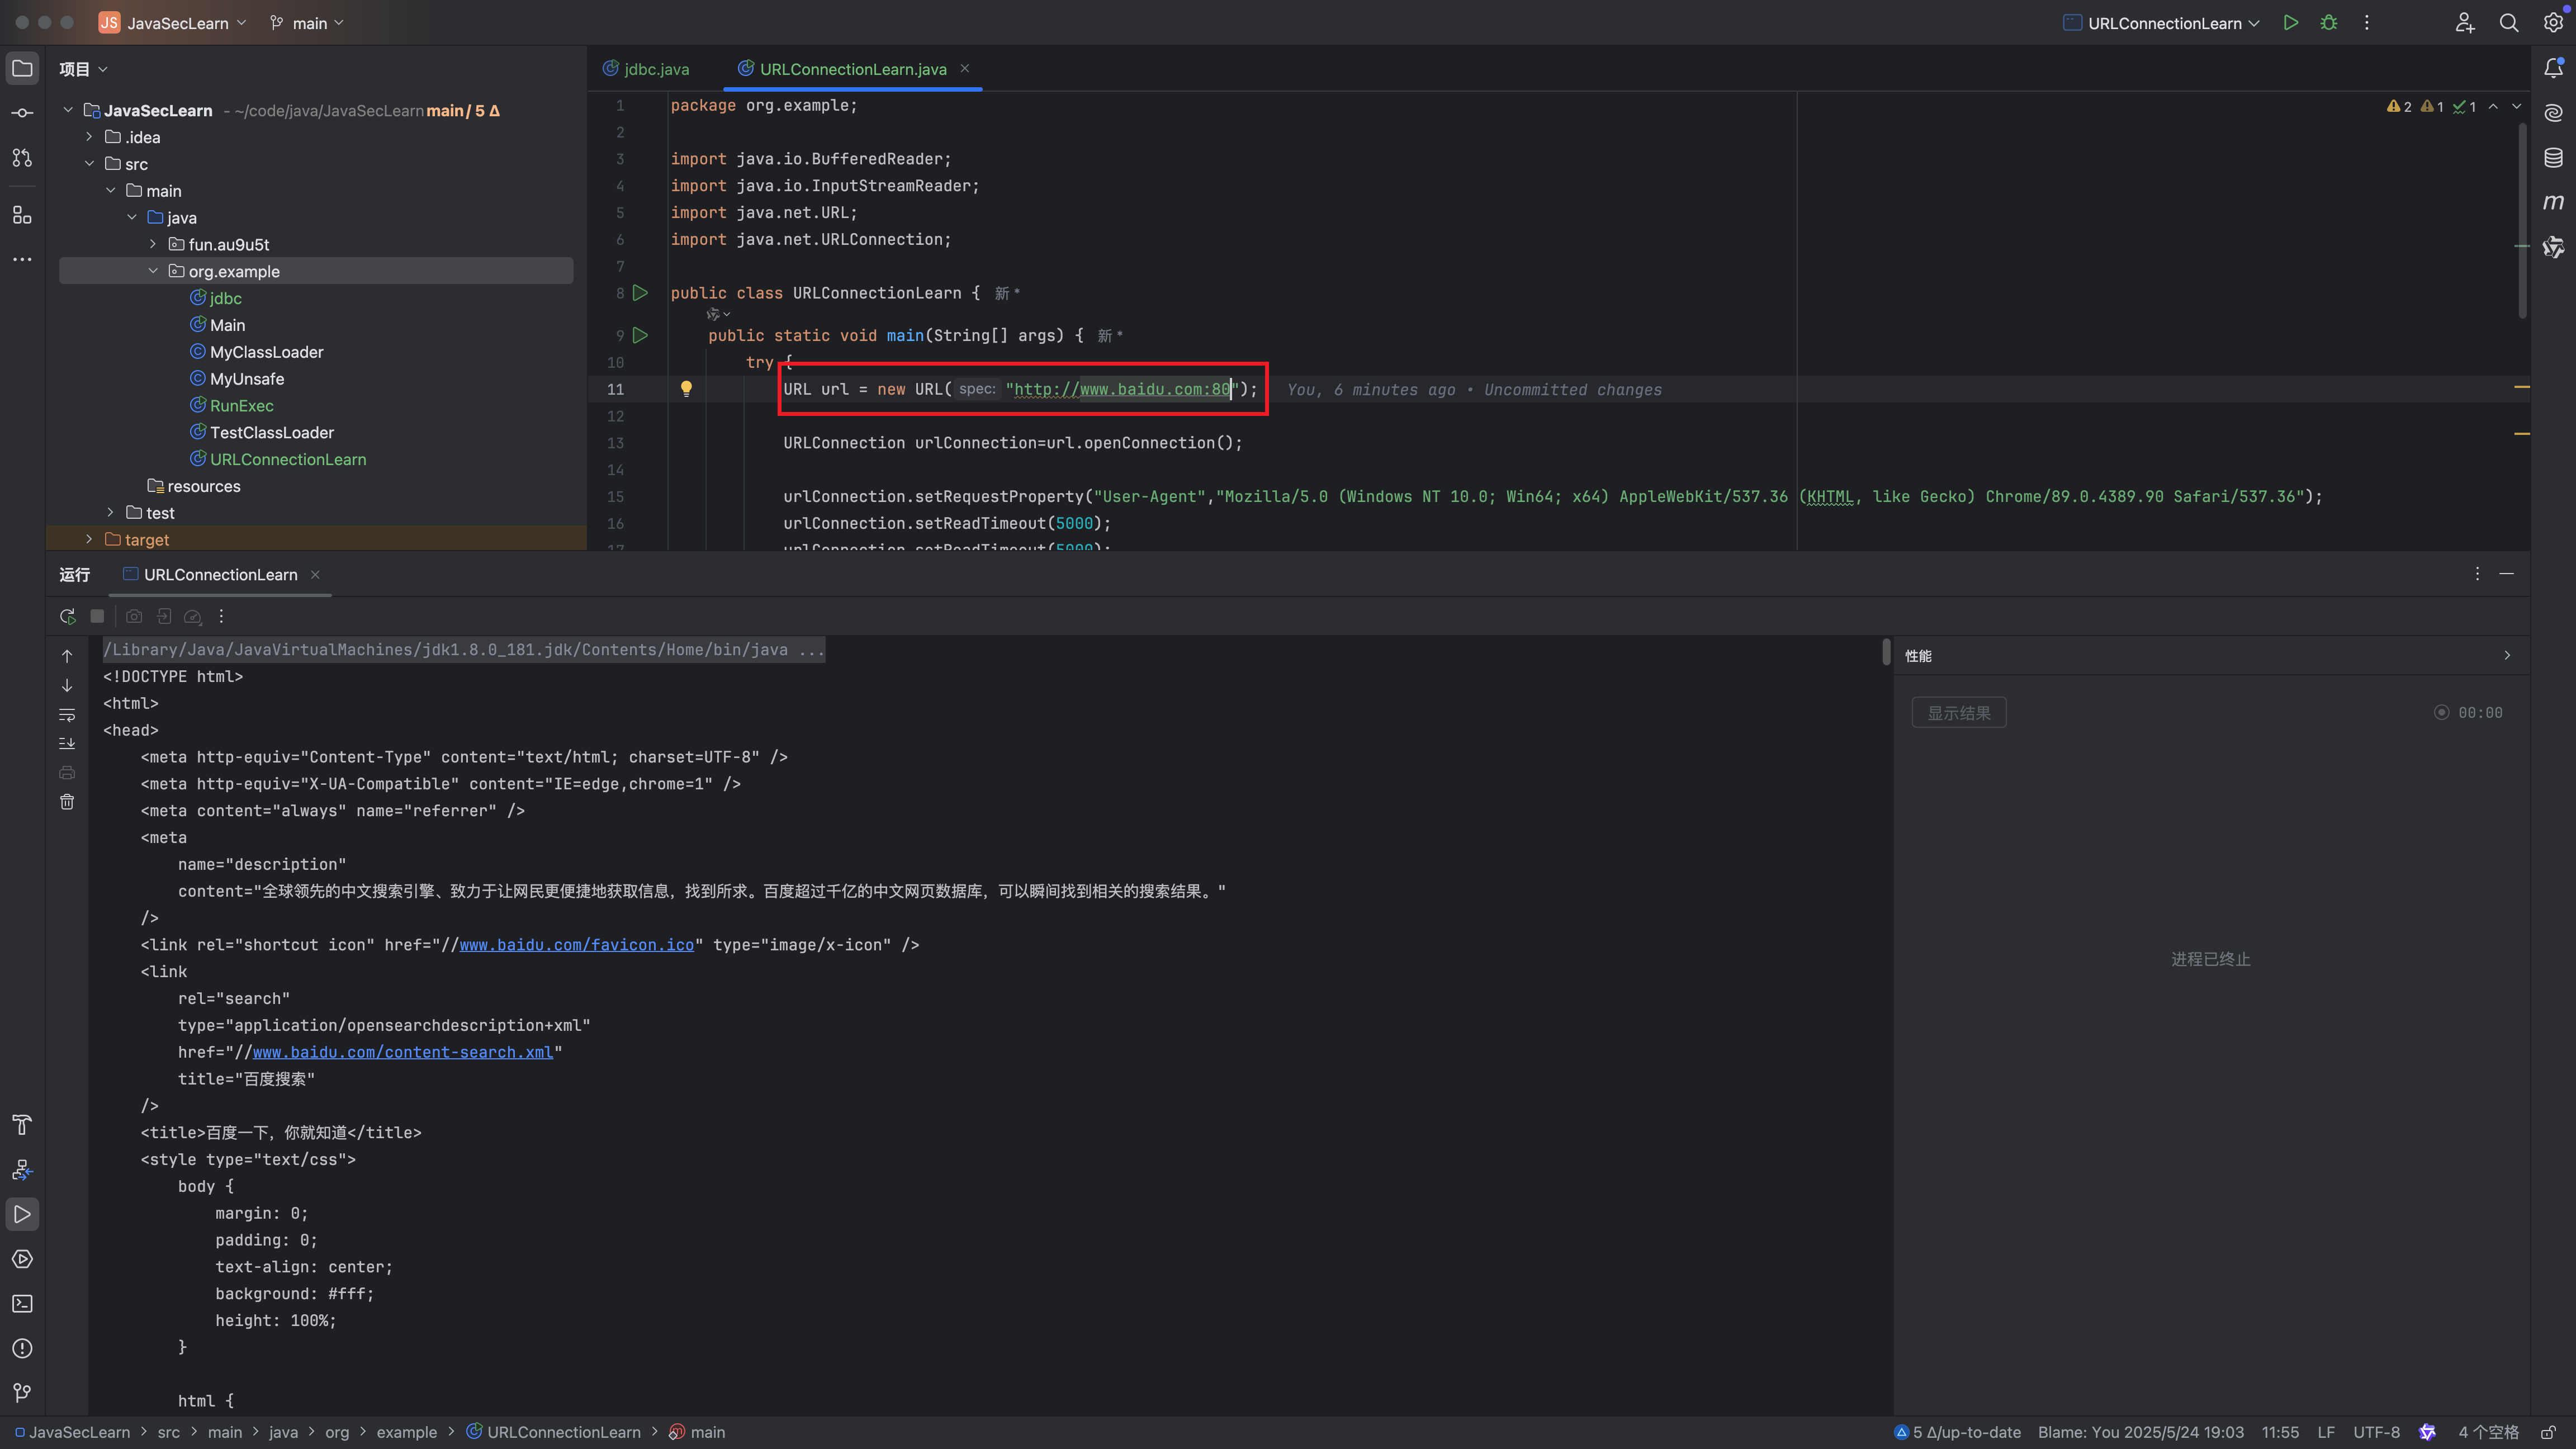 JS JavaSecLearn main URLConnectionLearn
项目
JavaSecLearn - ~/code/java/JavaSecLearn main / 5 Δ
.idea
src
main
java
fun.au9u5t
org.example
jdbc
Main
MyClassLoader
MyUnsafe
RunExec
TestClassLoader
URLConnectionLearn
resources
test
target
jdbc.java URLConnectionLearn.java
2 1 1
1 package org.example;
2
3 import java.io.BufferedReader;
4 import java.io.InputStreamReader;
5 import java.net.URL;
6 import java.net.URLConnection;
7
8 public class URLConnectionLearn { 新 *
9 public static void main(String[] args) { 新 *
10 try {
11 URL url = new URL( spec: "http://www.baidu.com:80"); You, 6 minutes ago • Uncommitted changes
12
13 URLConnection urlConnection=url.openConnection();
14
15 urlConnection.setRequestProperty("User-Agent","Mozilla/5.0 (Windows NT 10.0; Win64; x64) AppleWebKit/537.36 (KHTML, like Gecko) Chrome/89.0.4389.90 Safari/537.36");
16 urlConnection.setReadTimeout(5000);
17 urlConnection.setReadTimeout(5000);
运行 URLConnectionLearn
/Library/Java/JavaVirtualMachines/jdk1.8.0_181.jdk/Contents/Home/bin/java ...
<!DOCTYPE html>
<html>
<head>
<meta http-equiv="Content-Type" content="text/html; charset=UTF-8" />
<meta http-equiv="X-UA-Compatible" content="IE=edge,chrome=1" />
<meta content="always" name="referrer" />
<meta
name="description"
content="全球领先的中文搜索引擎、致力于让网民更便捷地获取信息，找到所求。百度超过千亿的中文网页数据库，可以瞬间找到相关的搜索结果。"
/>
<link rel="shortcut icon" href="//www.baidu.com/favicon.ico" type="image/x-icon" />
<link
rel="search"
type="application/opensearchdescription+xml"
href="//www.baidu.com/content-search.xml"
title="百度搜索"
/>
<title>百度一下，你就知道</title>
<style type="text/css">
body {
margin: 0;
padding: 0;
text-align: center;
background: #fff;
height: 100%;
}
html {
性能
显示结果 00:00
进程已终止
JavaSecLearn > src > main > java > org > example > URLConnectionLearn > main
5 Δ/up-to-date Blame: You 2025/5/24 19:03 11:55 LF UTF-8 4 个空格